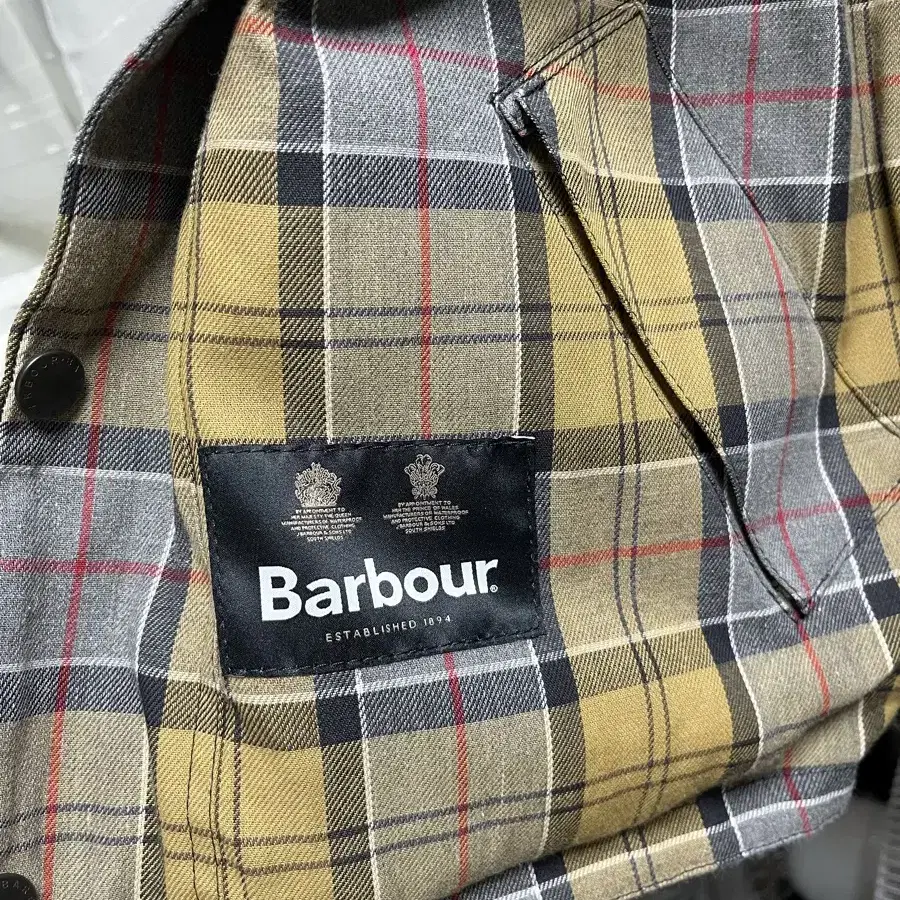 BY APPOINTMENT TO
HER MAJESTY THE QUEEN
MANUFACTURERS OF WATERPROOF
AND PROTECTIVE CLOTHING
J BARBOUR & SONS LTD
SOUTH SHIELDS
BY APPOINTMENT TO
HRH THE PRINCE OF WALES
MANUFACTURERS OF WATERPROOF
AND PROTECTIVE CLOTHING
J BARBOUR & SONS LTD
SOUTH SHIELDS
Barbour®
ESTABLISHED 1894